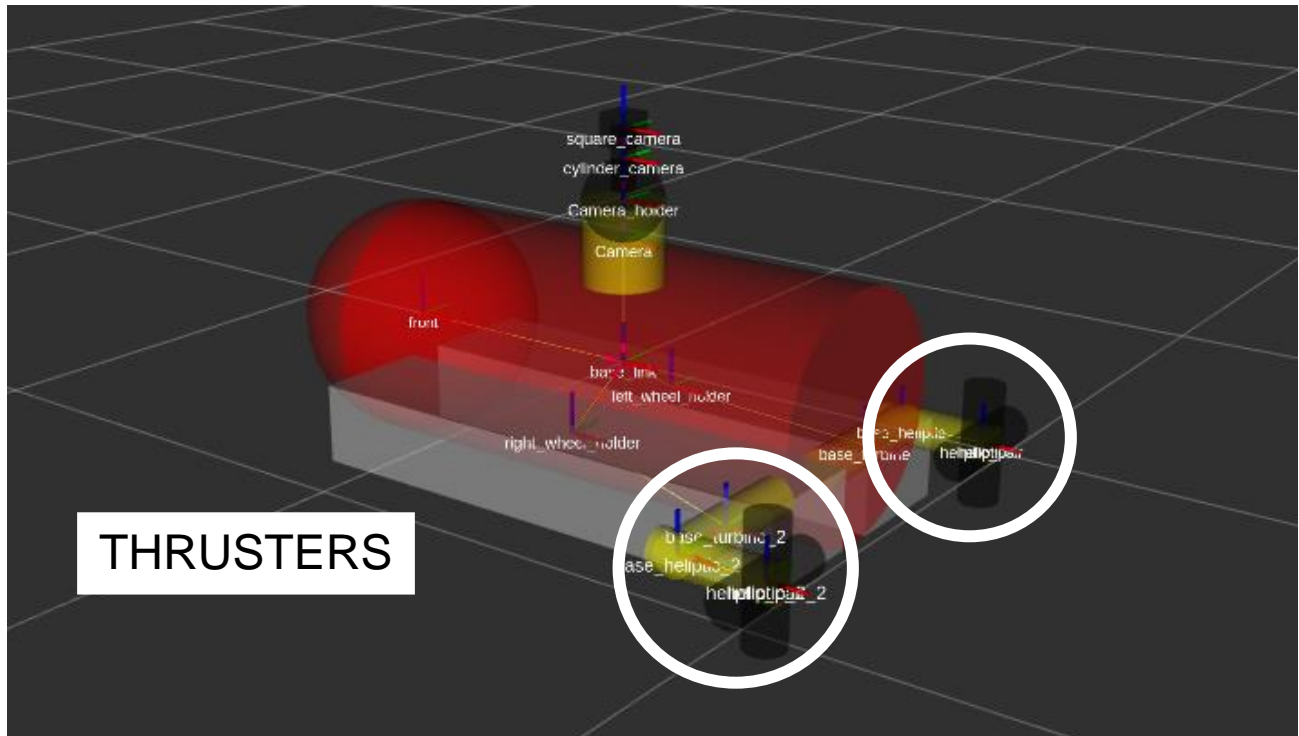 square_camera
cylinder_camera
Camera_holder
Camera
front
base_link
left_wheel_holder
right_wheel_holder
base_turbine
THRUSTERS
base_turbine_2